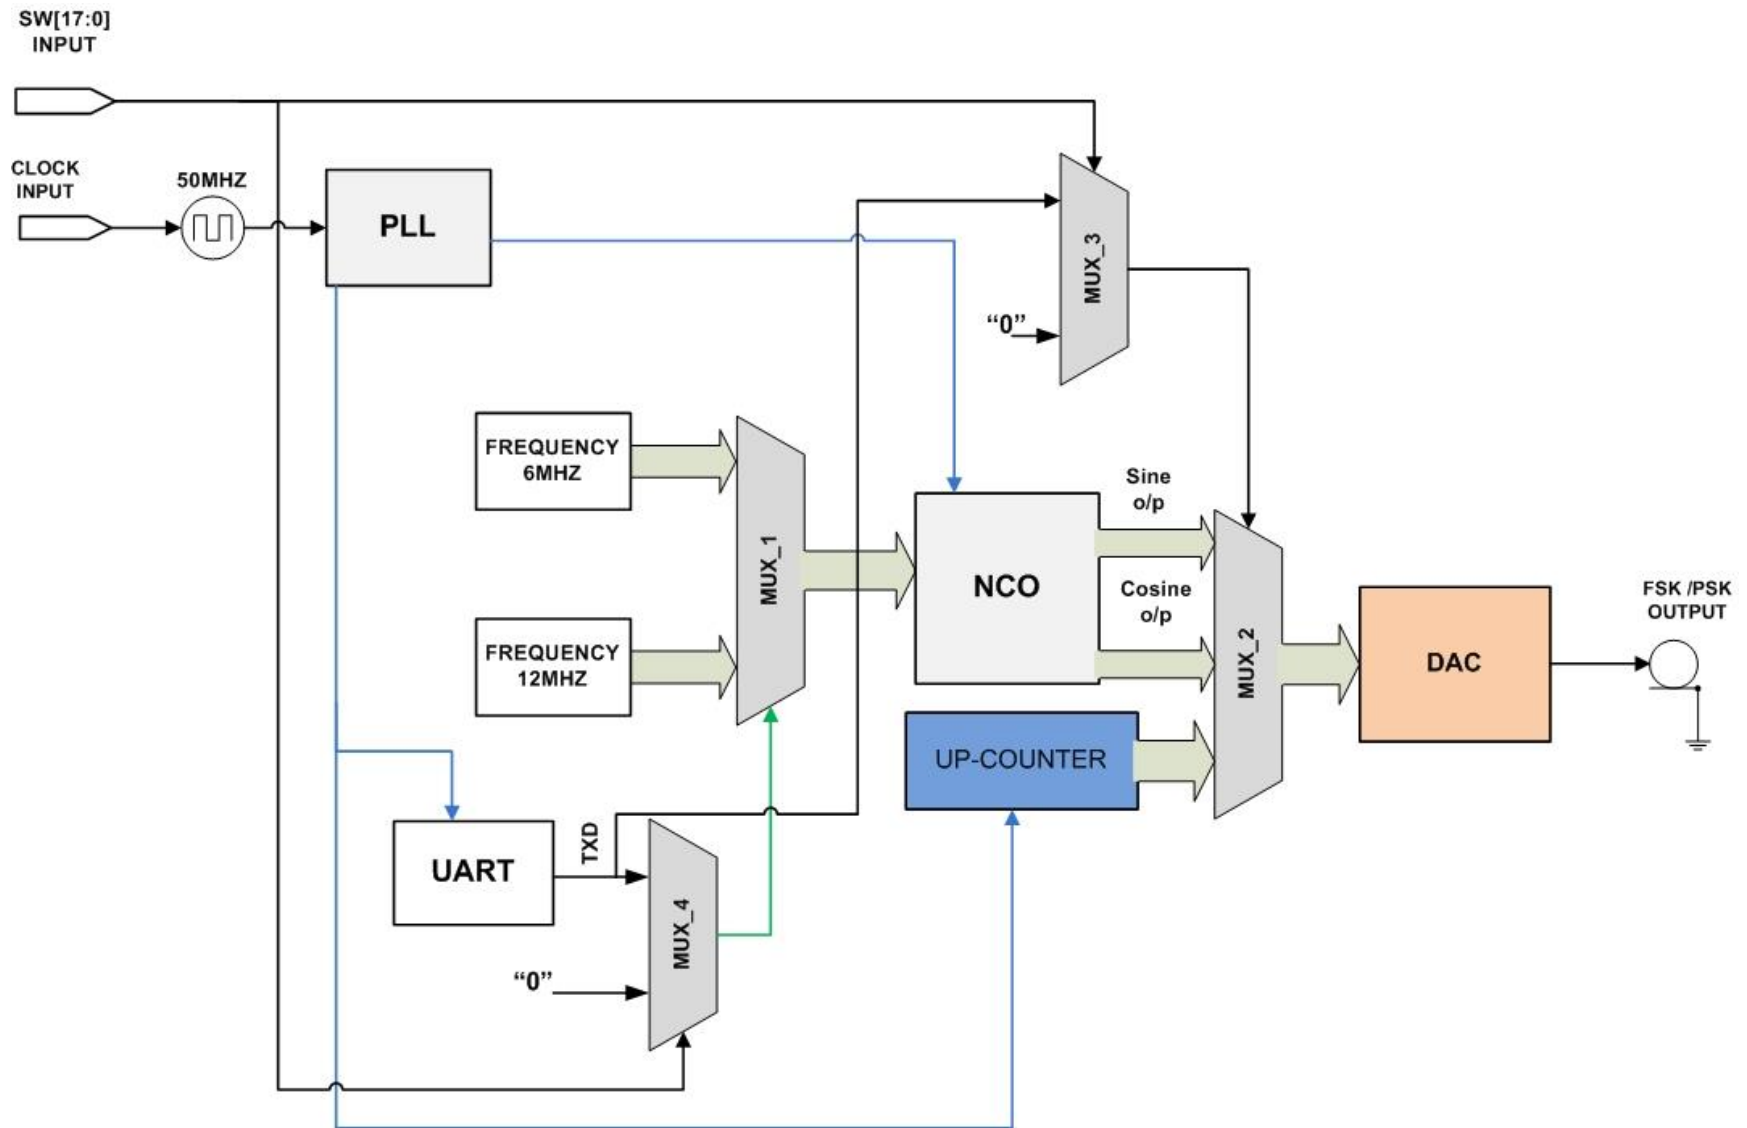 SW[17:0]
INPUT
CLOCK
INPUT
50MHZ
PLL
MUX_3
“0”
FREQUENCY
6MHZ
MUX_1
FREQUENCY
12MHZ
NCO
Sine
o/p
Cosine
o/p
MUX_2
DAC
FSK /PSK
OUTPUT
UP-COUNTER
UART
TXD
MUX_4
“0”